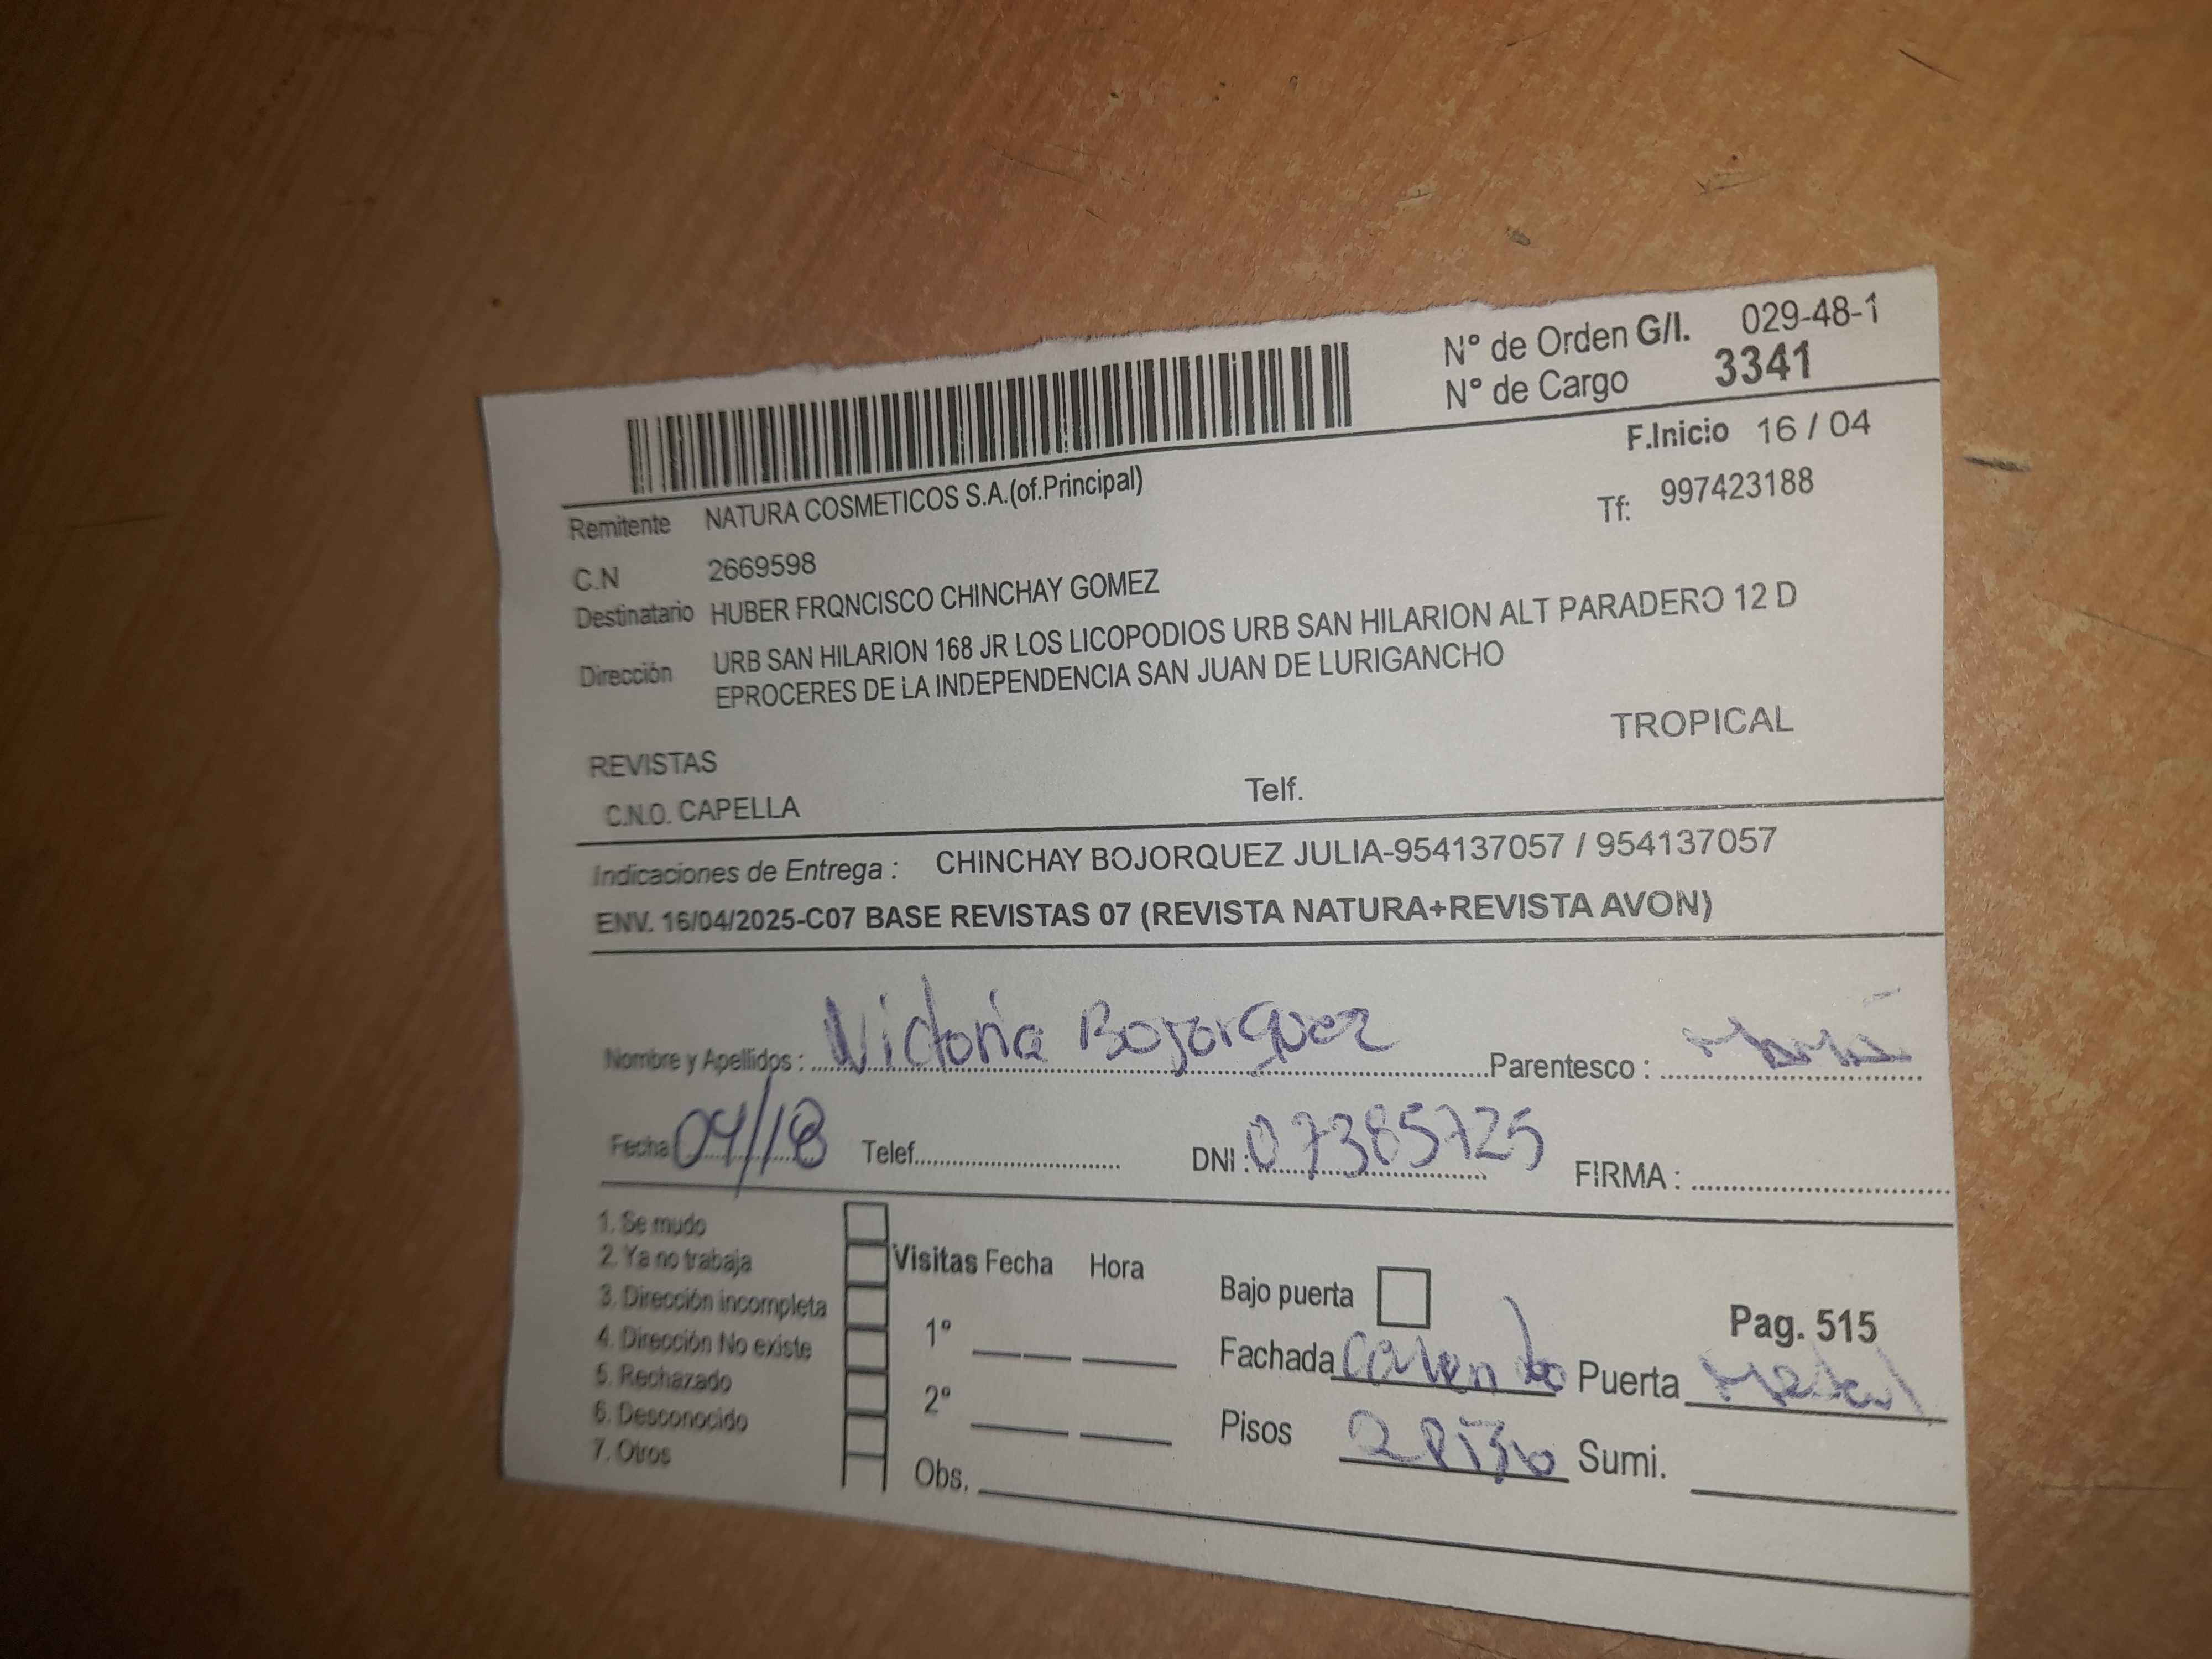 N° de Orden G/I. 029-48-1
N° de Cargo 3341
F.Inicio 16 / 04
Remitente NATURA COSMETICOS S.A.(of.Principal)
Tf: 997423188
C.N 2669598
Destinatario HUBER FRQNCISCO CHINCHAY GOMEZ
Dirección URB SAN HILARION 168 JR LOS LICOPODIOS URB SAN HILARION ALT PARADERO 12 D
EPROCERES DE LA INDEPENDENCIA SAN JUAN DE LURIGANCHO
TROPICAL
REVISTAS
C.N.O. CAPELLA Telf.
Indicaciones de Entrega : CHINCHAY BOJORQUEZ JULIA-954137057 / 954137057
ENV. 16/04/2025-C07 BASE REVISTAS 07 (REVISTA NATURA+REVISTA AVON)
Nombre y Apellidos : Victoria Bojorquez Parentesco : Mamá
Fecha 04/18 Telef. DNI : 07385725 FIRMA :
1. Se mudo
2. Ya no trabaja
3. Dirección incompleta
4. Dirección No existe
5. Rechazado
6. Desconocido
7. Otros
Visitas Fecha Hora
1°
2°
Obs.
Bajo puerta
Pag. 515
Fachada Puerta Metal
Pisos 2 Piso Sumi.